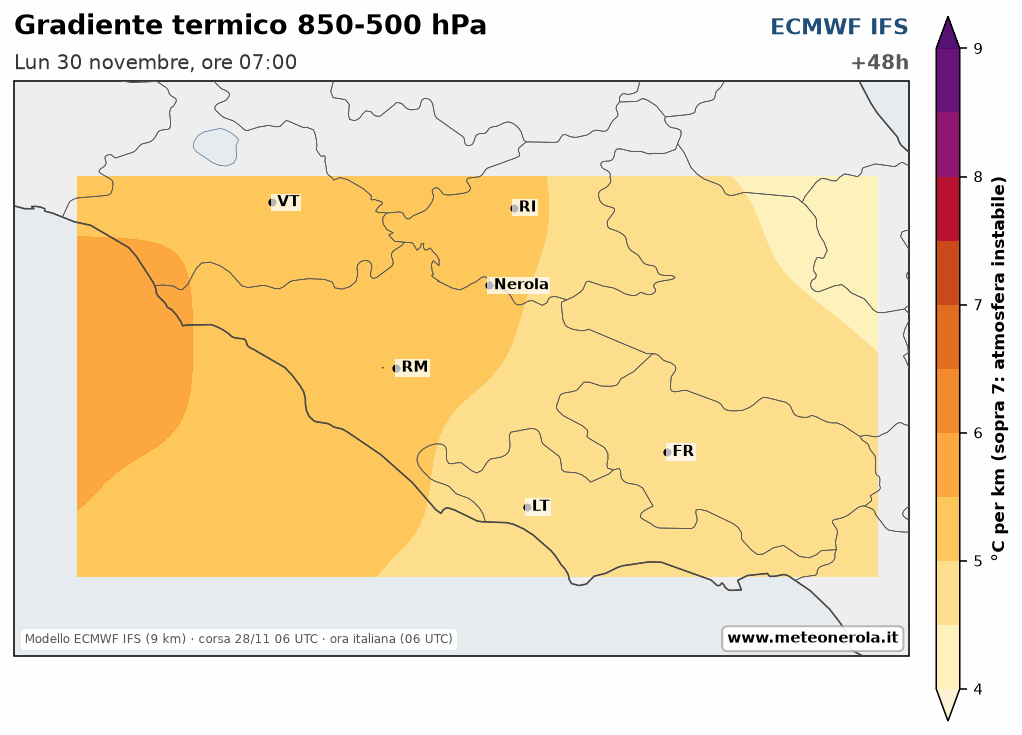 Gradiente termico 850-500 hPa
ECMWF IFS
Lun 30 novembre, ore 07:00
+48h
VT
RI
Nerola
RM
FR
LT
Modello ECMWF IFS (9 km) · corsa 28/11 06 UTC · ora italiana (06 UTC)
www.meteonerola.it
9
8
7
6
5
4
°C per km (sopra 7: atmosfera instabile)